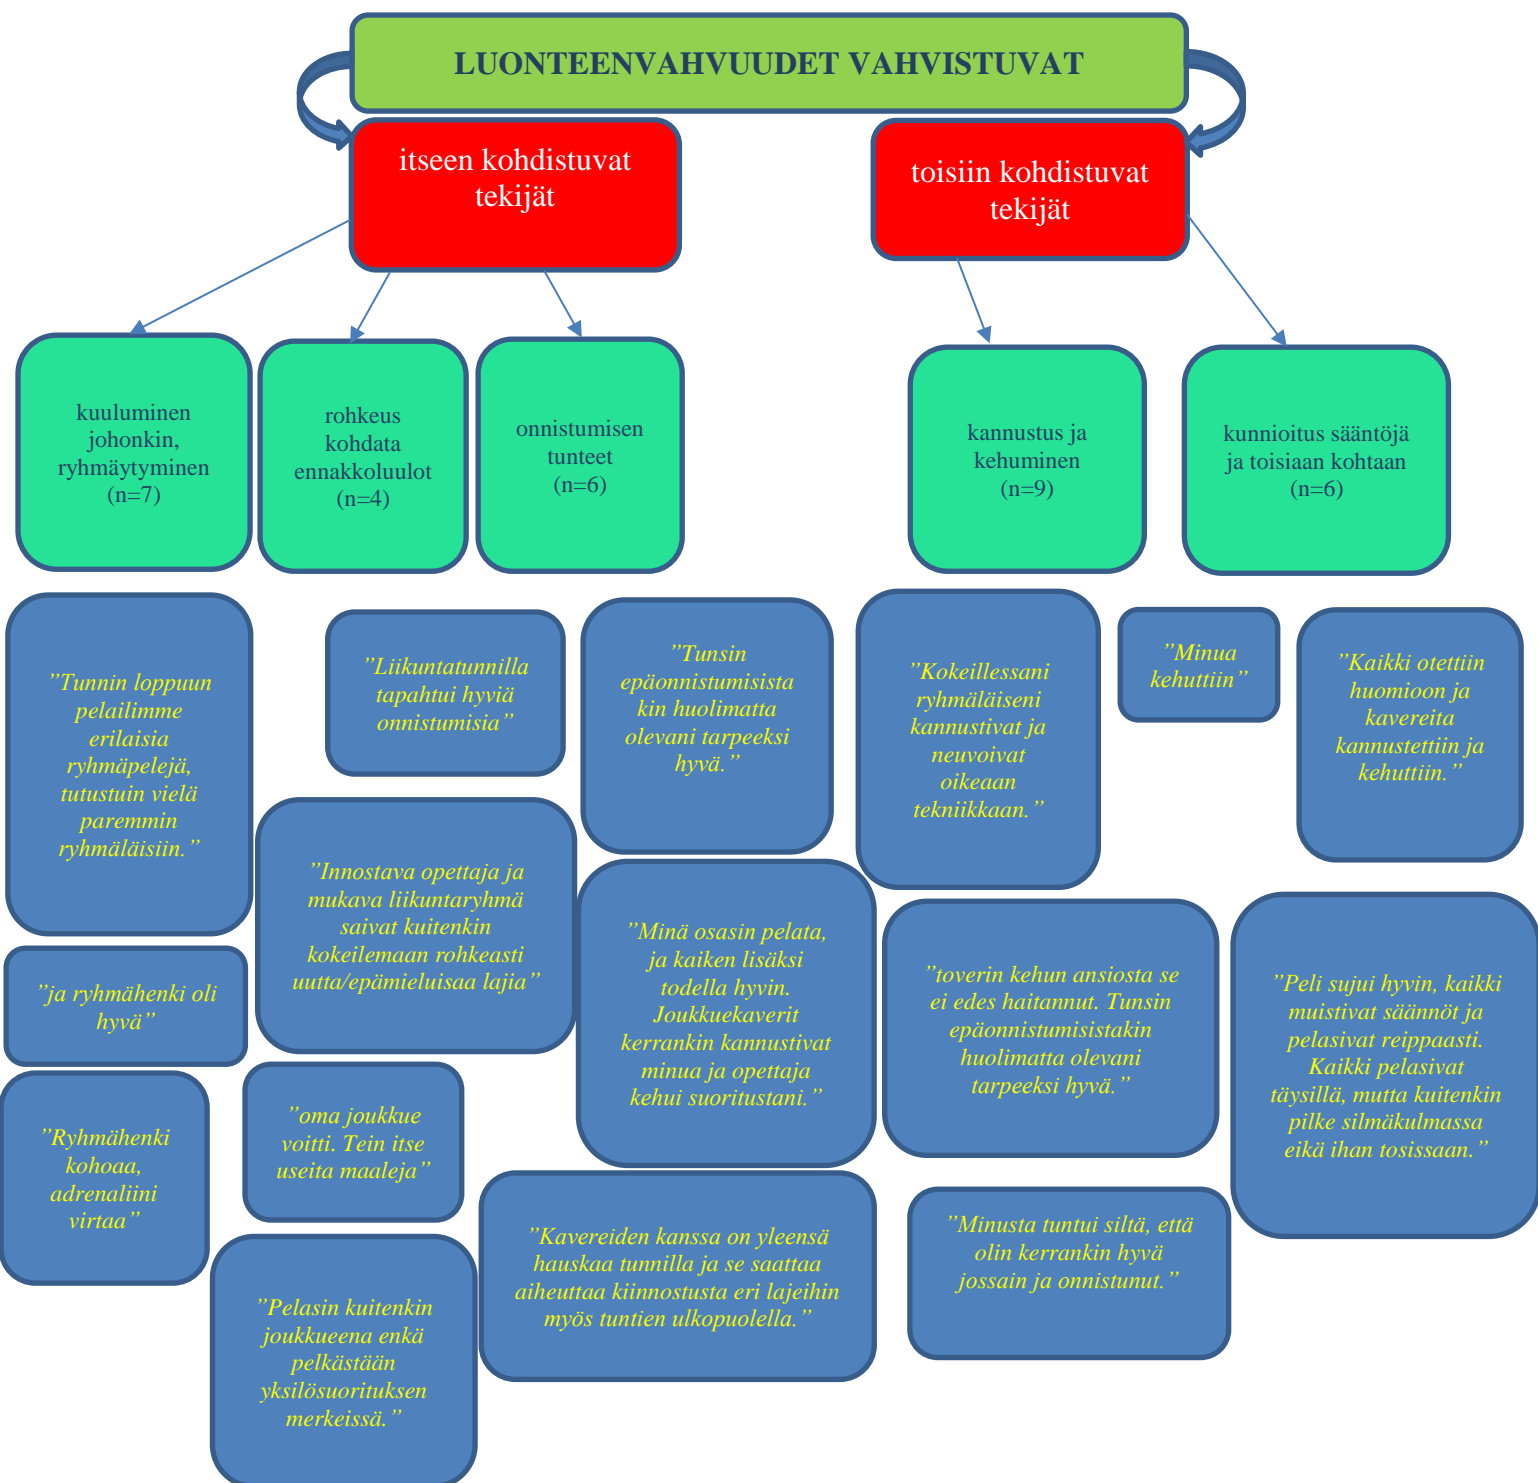 LUONTEENVAHVUUDET VAHVISTUVAT
itseen kohdistuvat
tekijät
toisiin kohdistuvat
tekijät
kuuluminen
johonkin,
ryhmäytyminen
(n=7)
rohkeus
kohdata
ennakkoluulot
(n=4)
onnistumisen
tunteet
(n=6)
kannustus ja
kehuminen
(n=9)
kunnioitus sääntöjä
ja toisiaan kohtaan
(n=6)
”Tunnin loppuun
pelailimme
erilaisia
ryhmäpelejä,
tutustuin vielä
paremmin
ryhmäläisiin.”
”Liikuntatunnilla
tapahtui hyviä
onnistumisia”
”Tunsin
epäonnistumisista
kin huolimatta
olevani tarpeeksi
hyvä.”
”Kokeillessani
ryhmäläiseni
kannustivat ja
neuvoivat
oikeaan
tekniikkaan.”
”Minua
kehuttiin”
”Kaikki otettiin
huomioon ja
kavereita
kannustettiin ja
kehuttiin.”
”Innostava opettaja ja
mukava liikuntaryhmä
saivat kuitenkin
kokeilemaan rohkeasti
uutta/epämieluisaa lajia”
”Minä osasin pelata,
ja kaiken lisäksi
todella hyvin.
Joukkuekaverit
kerrankin kannustivat
minua ja opettaja
kehui suoritustani.”
”toverin kehun ansiosta se
ei edes haitannut. Tunsin
epäonnistumisistakin
huolimatta olevani
tarpeeksi hyvä.”
”Peli sujui hyvin, kaikki
muistivat säännöt ja
pelasivat reippaasti.
Kaikki pelasivat
täysillä, mutta kuitenkin
pilke silmäkulmassa
eikä ihan tosissaan.”
”ja ryhmähenki oli
hyvä”
”Ryhmähenki
kohoaa,
adrenaliini
virtaa”
”oma joukkue
voitti. Tein itse
useita maaleja”
”Kavereiden kanssa on yleensä
hauskaa tunnilla ja se saattaa
aiheuttaa kiinnostusta eri lajeihin
myös tuntien ulkopuolella.”
”Minusta tuntui siltä, että
olin kerrankin hyvä
jossain ja onnistunut.”
”Pelasin kuitenkin
joukkueena enkä
pelkästään
yksilösuorituksen
merkeissä.”